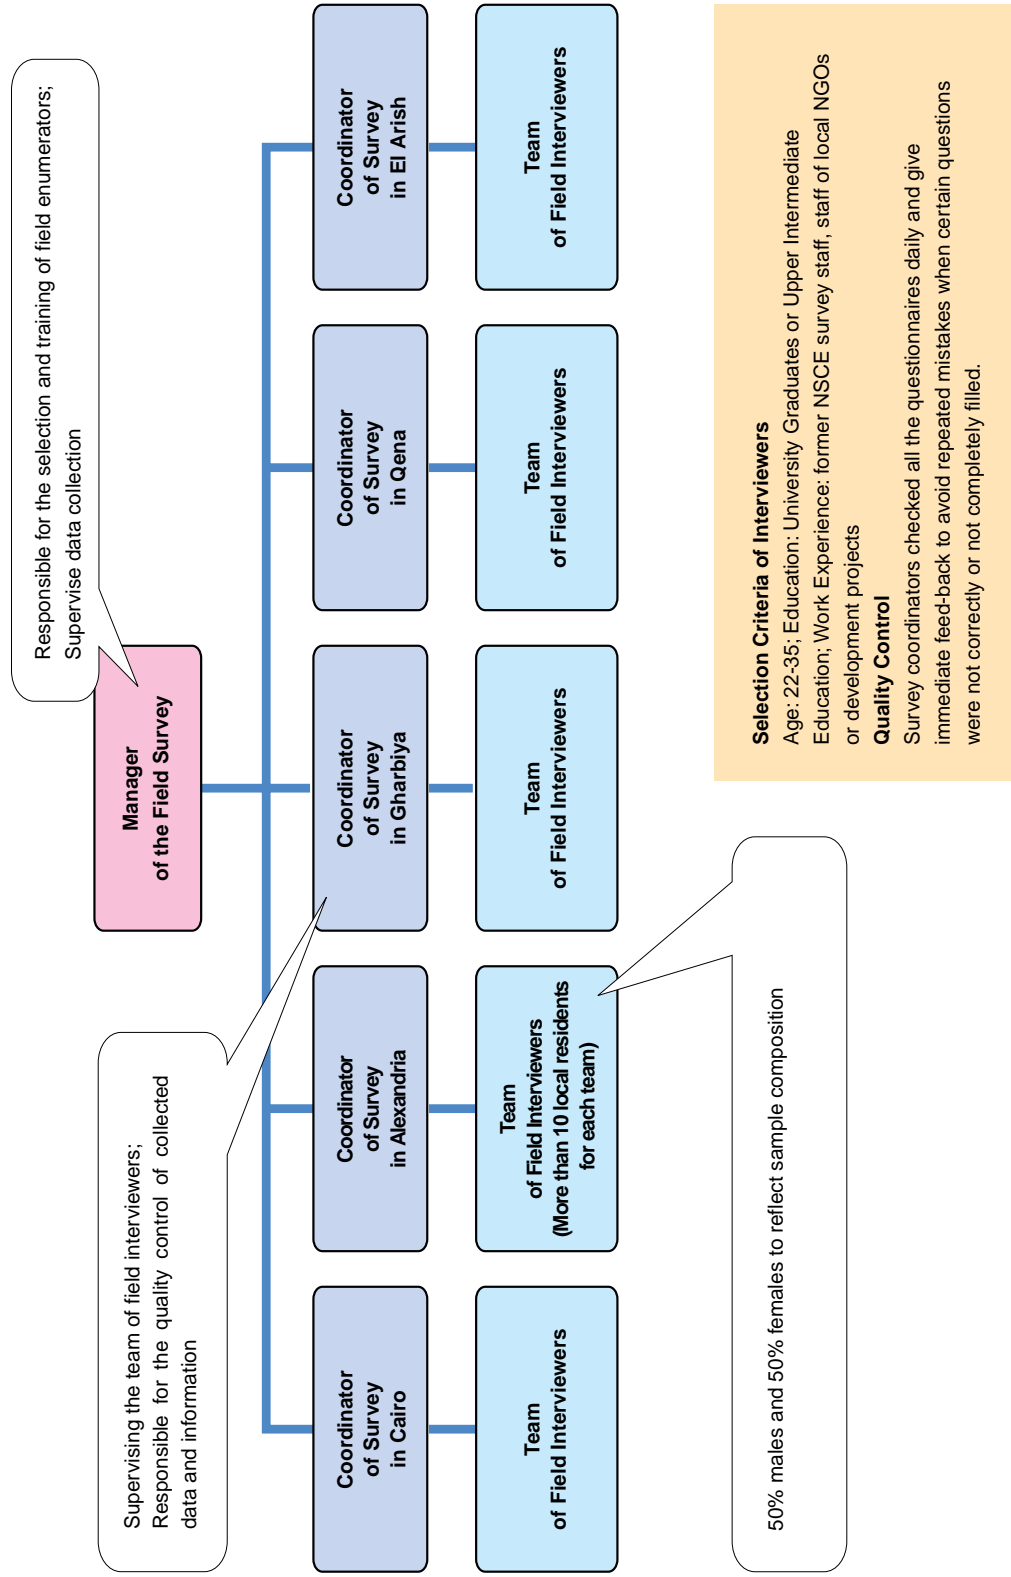 Responsible for the selection and training of field enumerators;
Supervise data collection
Manager
of the Field Survey
Supervising the team of field interviewers;
Responsible for the quality control of collected
data and information
Coordinator
of Survey
in Cairo
Coordinator
of Survey
in Alexandria
Coordinator
of Survey
in Gharbiya
Coordinator
of Survey
in Qena
Coordinator
of Survey
in El Arish
Team
of Field Interviewers
Team
of Field Interviewers
(More than 10 local residents
for each team)
Team
of Field Interviewers
Team
of Field Interviewers
Team
of Field Interviewers
50% males and 50% females to reflect sample composition
Selection Criteria of Interviewers
Age: 22-35; Education: University Graduates or Upper Intermediate
Education; Work Experience: former NSCE survey staff, staff of local NGOs
or development projects
Quality Control
Survey coordinators checked all the questionnaires daily and give
immediate feed-back to avoid repeated mistakes when certain questions
were not correctly or not completely filled.